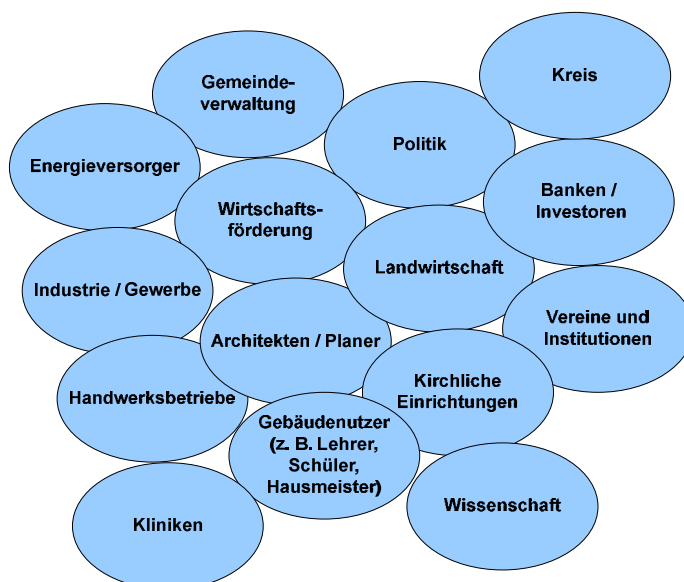 Kreis
Gemeinde-
verwaltung
Politik
Energieversorger
Banken /
Investoren
Wirtschafts-
förderung
Landwirtschaft
Industrie / Gewerbe
Vereine und
Institutionen
Architekten / Planer
Kirchliche
Einrichtungen
Handwerksbetriebe
Gebäudenutzer
(z. B. Lehrer,
Schüler,
Hausmeister)
Wissenschaft
Kliniken